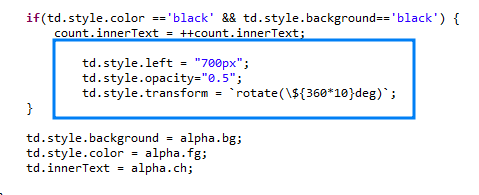 if(td.style.color =='black' && td.style.background=='black') {
count.innerText = ++count.innerText;
td.style.left = "700px";
td.style.opacity="0.5";
td.style.transform = `rotate(\${360*10}deg)`;
}
td.style.background = alpha.bg;
td.style.color = alpha.fg;
td.innerText = alpha.ch;